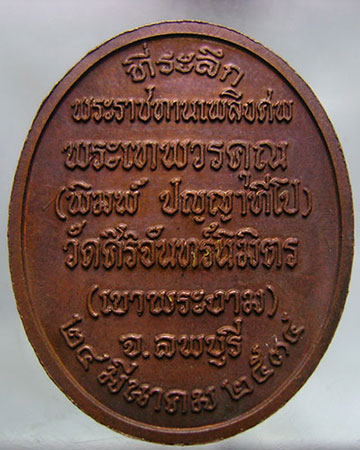 ที่ระลึก
พระราชทานเพลิงศพ
พระเทพวรคุณ
(พิมพ์ ปัญญาทีโป)
วัดสิริจันทรนิมิตร
(เขาพระงาม)
จ.ลพบุรี
๒๔ มีนาคม ๒๕๓๔